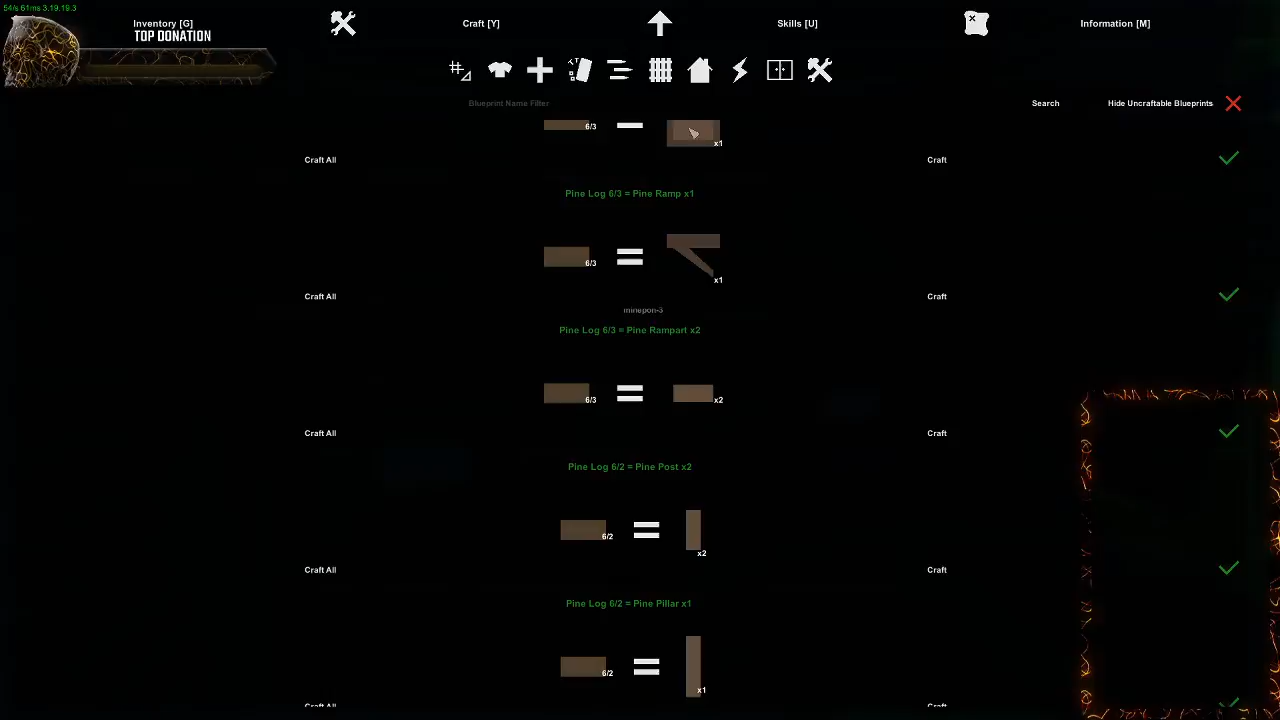 54/s 61ms 3.19.19.3
Inventory [G]
Craft [Y]
Skills [U]
Information [M]
TOP DONATION
Blueprint Name Filter
Search
Hide Uncraftable Blueprints
6/3
x1
Craft All
Craft
Pine Log 6/3 = Pine Ramp x1
6/3
x1
Craft All
Craft
minepon-3
Pine Log 6/3 = Pine Rampart x2
6/3
x2
Craft All
Craft
Pine Log 6/2 = Pine Post x2
6/2
x2
Craft All
Craft
Pine Log 6/2 = Pine Pillar x1
6/2
x1
Craft All
Craft